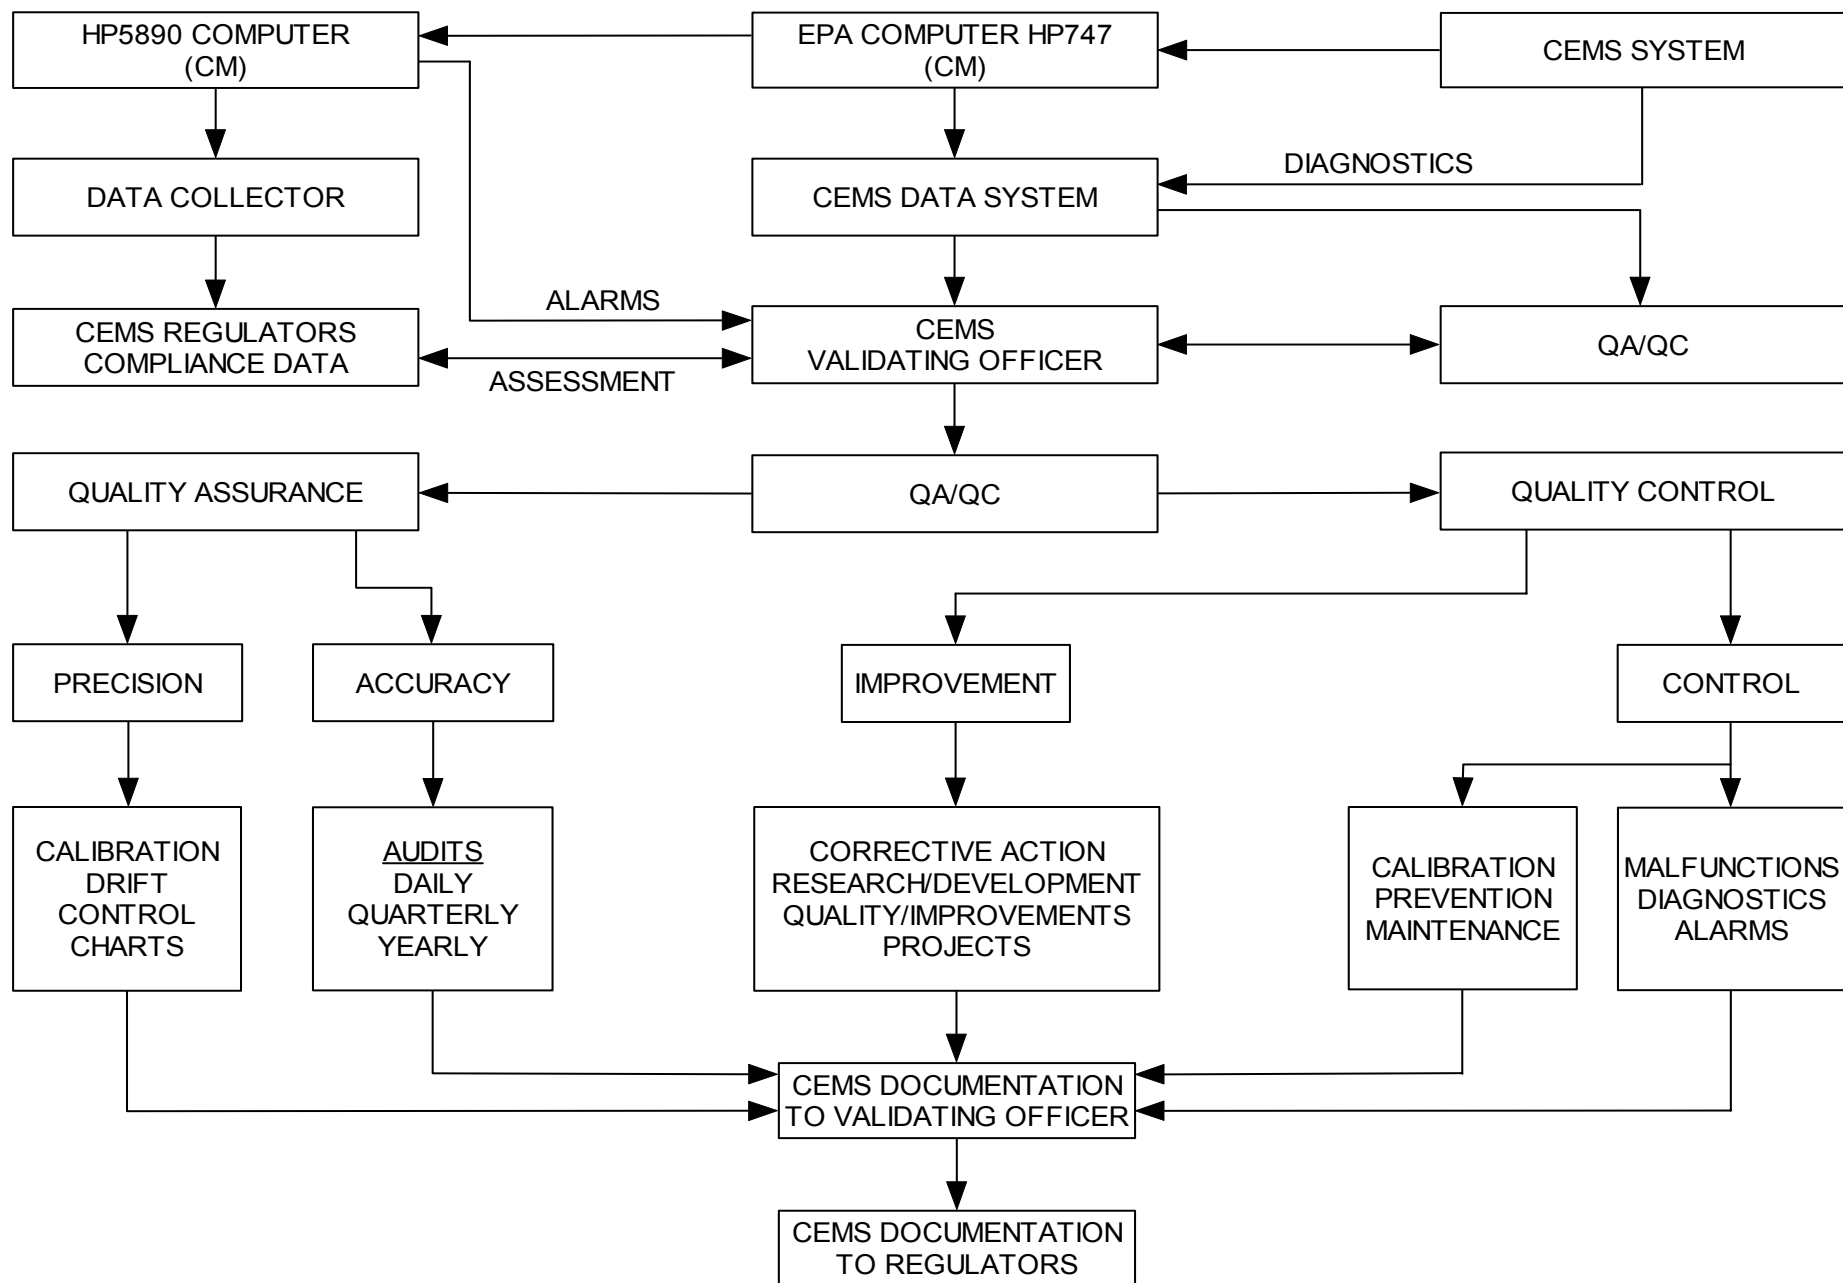 HP5890 COMPUTER
(CM)
EPA COMPUTER HP747
(CM)
CEMS SYSTEM
DIAGNOSTICS
DATA COLLECTOR
CEMS DATA SYSTEM
ALARMS
CEMS REGULATORS
COMPLIANCE DATA
CEMS
VALIDATING OFFICER
QA/QC
ASSESSMENT
QUALITY ASSURANCE
QA/QC
QUALITY CONTROL
PRECISION
ACCURACY
IMPROVEMENT
CONTROL
CALIBRATION
DRIFT
CONTROL
CHARTS
AUDITS
DAILY
QUARTERLY
YEARLY
CORRECTIVE ACTION
RESEARCH/DEVELOPMENT
QUALITY/IMPROVEMENTS
PROJECTS
CALIBRATION
PREVENTION
MAINTENANCE
MALFUNCTIONS
DIAGNOSTICS
ALARMS
CEMS DOCUMENTATION
TO VALIDATING OFFICER
CEMS DOCUMENTATION
TO REGULATORS